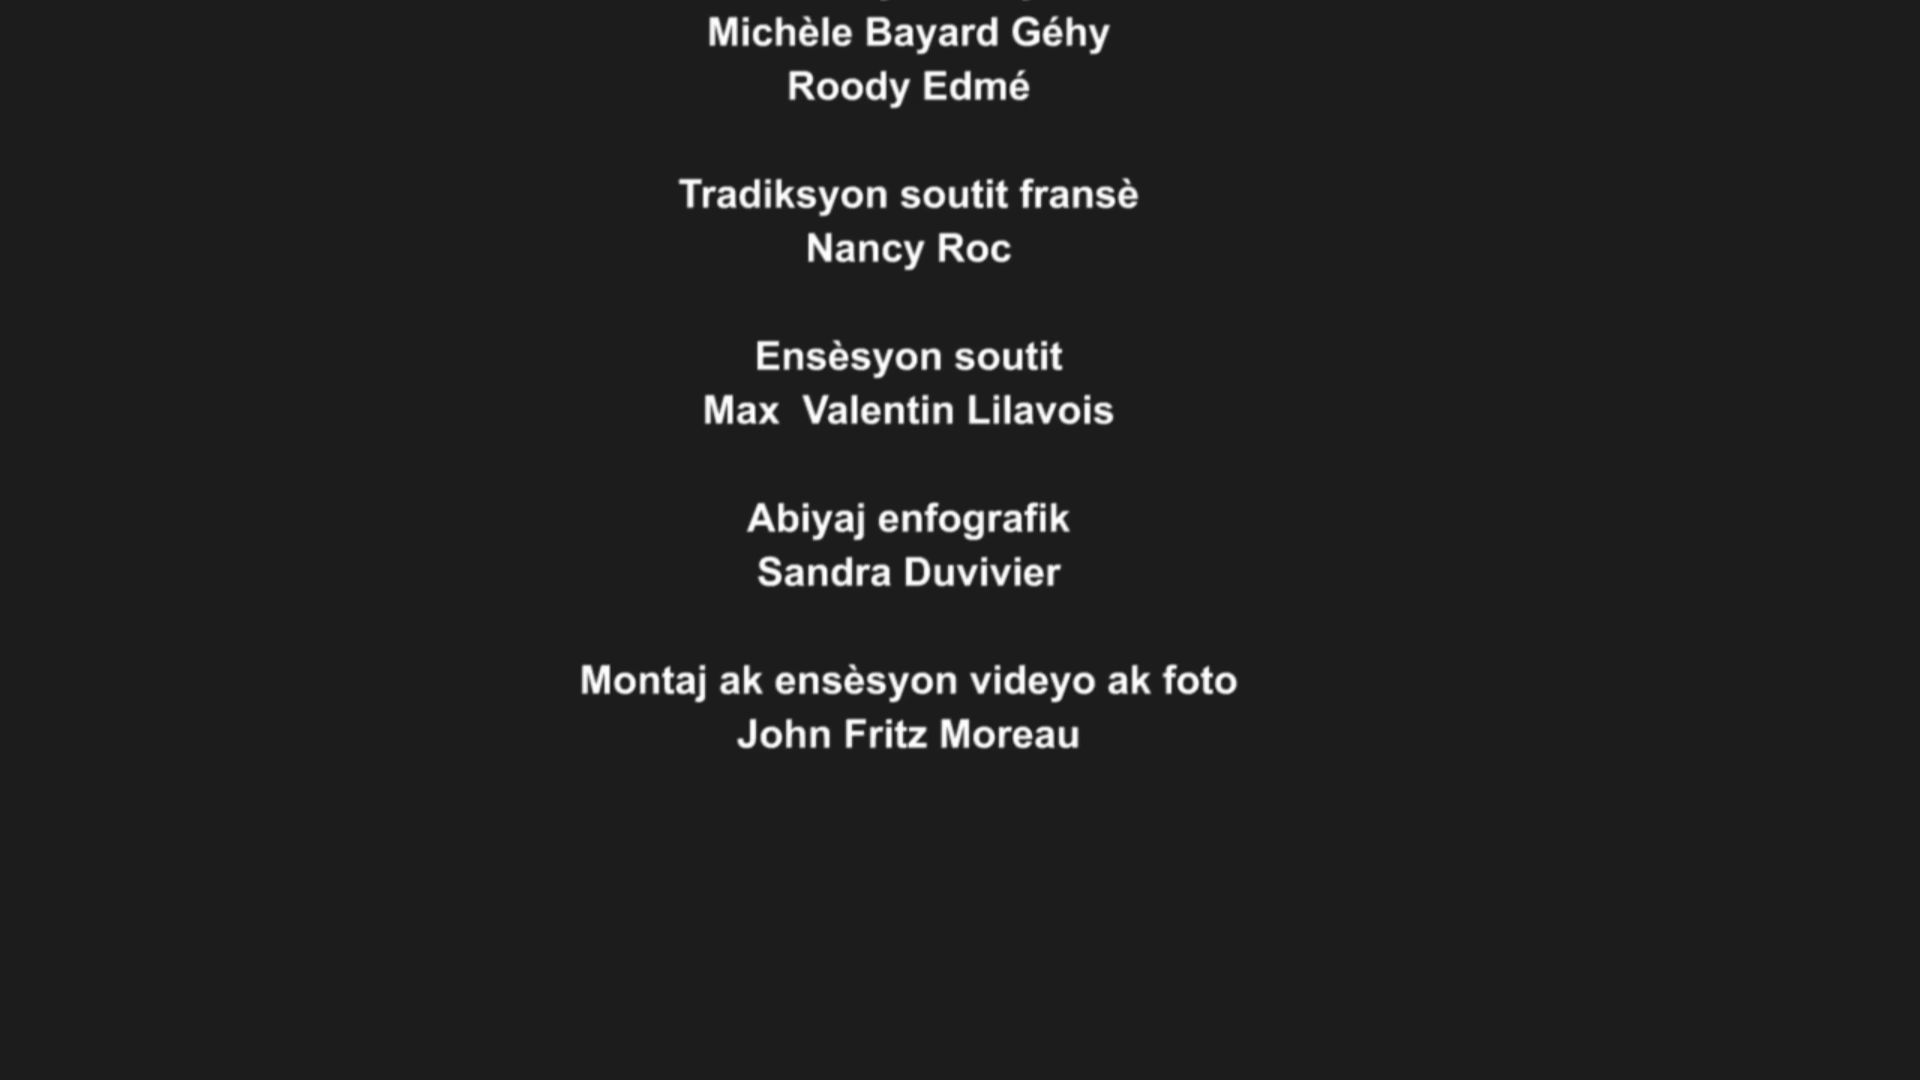 Michèle Bayard Géhy
Roody Edmé
Tradiksyon soutit fransè
Nancy Roc
Ensèsyon soutit
Max Valentin Lilavois
Abiyaj enfografik
Sandra Duvivier
Montaj ak ensèsyon videyo ak foto
John Fritz Moreau